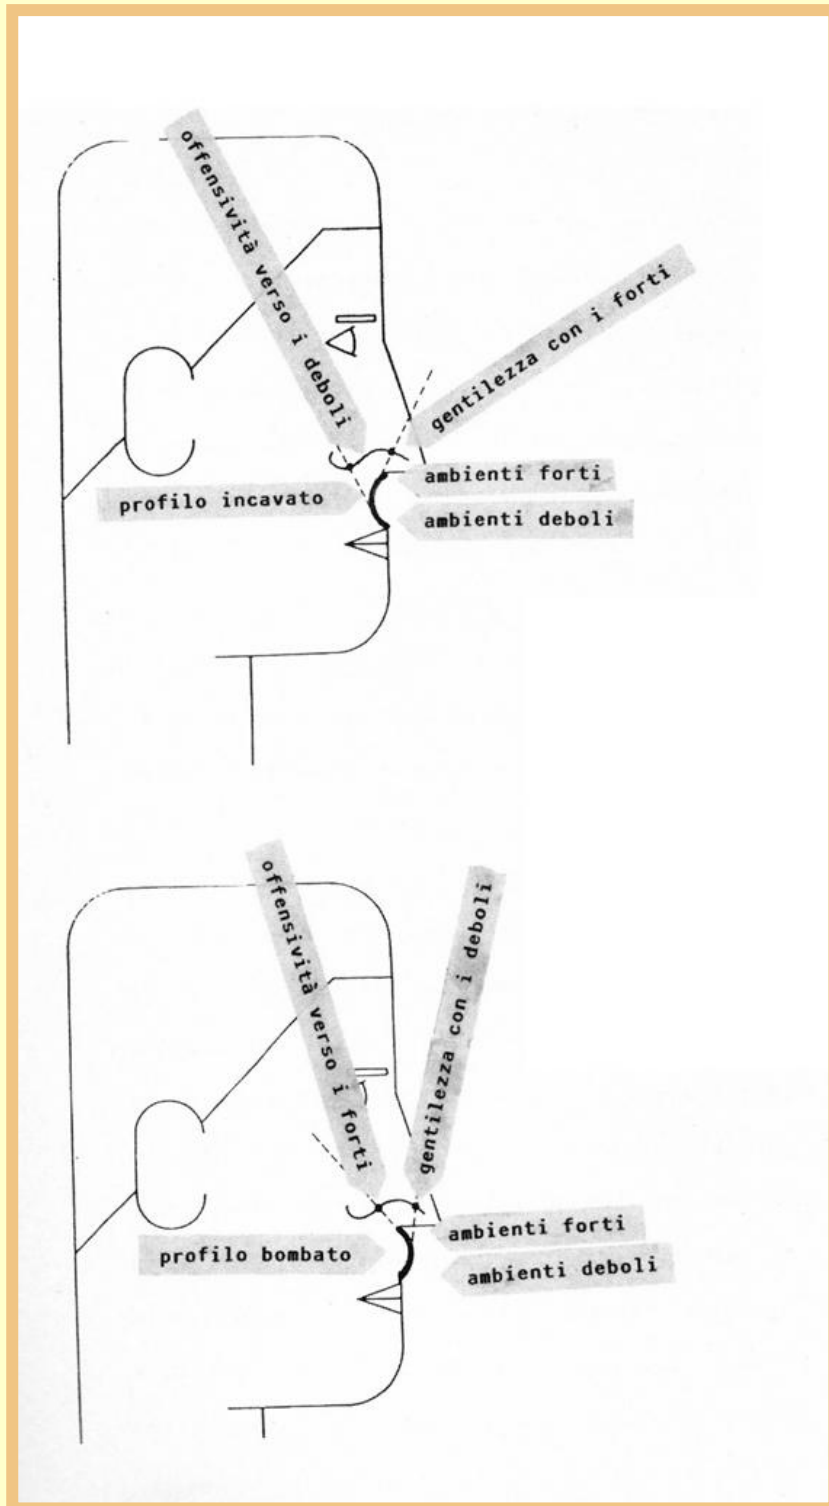 offensività verso i deboli
gentilezza con i forti
ambienti forti
profilo incavato
ambienti deboli
offensività verso i forti
gentilezza con i deboli
ambienti forti
profilo bombato
ambienti deboli